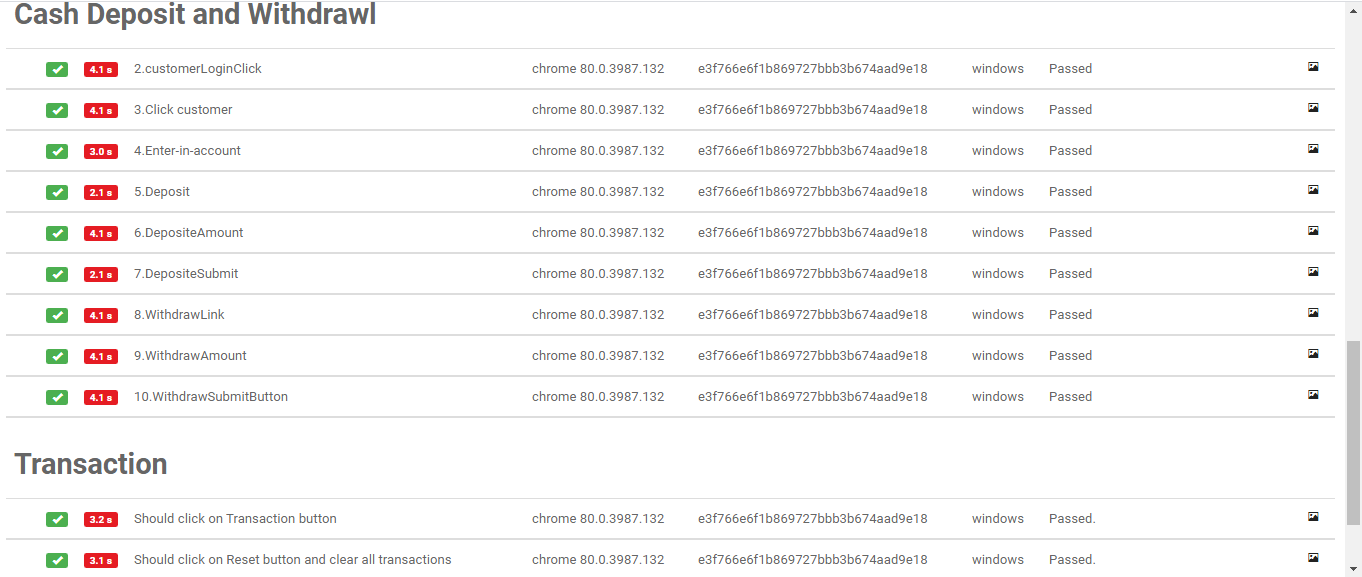 Cash Deposit and Withdrawl
4.1 s 2.customerLoginClick chrome 80.0.3987.132 e3f766e6f1b869727bbb3b674aad9e18 windows Passed
4.1 s 3.Click customer chrome 80.0.3987.132 e3f766e6f1b869727bbb3b674aad9e18 windows Passed
3.0 s 4.Enter-in-account chrome 80.0.3987.132 e3f766e6f1b869727bbb3b674aad9e18 windows Passed
2.1 s 5.Deposit chrome 80.0.3987.132 e3f766e6f1b869727bbb3b674aad9e18 windows Passed
4.1 s 6.DepositeAmount chrome 80.0.3987.132 e3f766e6f1b869727bbb3b674aad9e18 windows Passed
2.1 s 7.DepositeSubmit chrome 80.0.3987.132 e3f766e6f1b869727bbb3b674aad9e18 windows Passed
4.1 s 8.WithdrawLink chrome 80.0.3987.132 e3f766e6f1b869727bbb3b674aad9e18 windows Passed
4.1 s 9.WithdrawAmount chrome 80.0.3987.132 e3f766e6f1b869727bbb3b674aad9e18 windows Passed
4.1 s 10.WithdrawSubmitButton chrome 80.0.3987.132 e3f766e6f1b869727bbb3b674aad9e18 windows Passed
Transaction
3.2 s Should click on Transaction button chrome 80.0.3987.132 e3f766e6f1b869727bbb3b674aad9e18 windows Passed.
3.1 s Should click on Reset button and clear all transactions chrome 80.0.3987.132 e3f766e6f1b869727bbb3b674aad9e18 windows Passed.